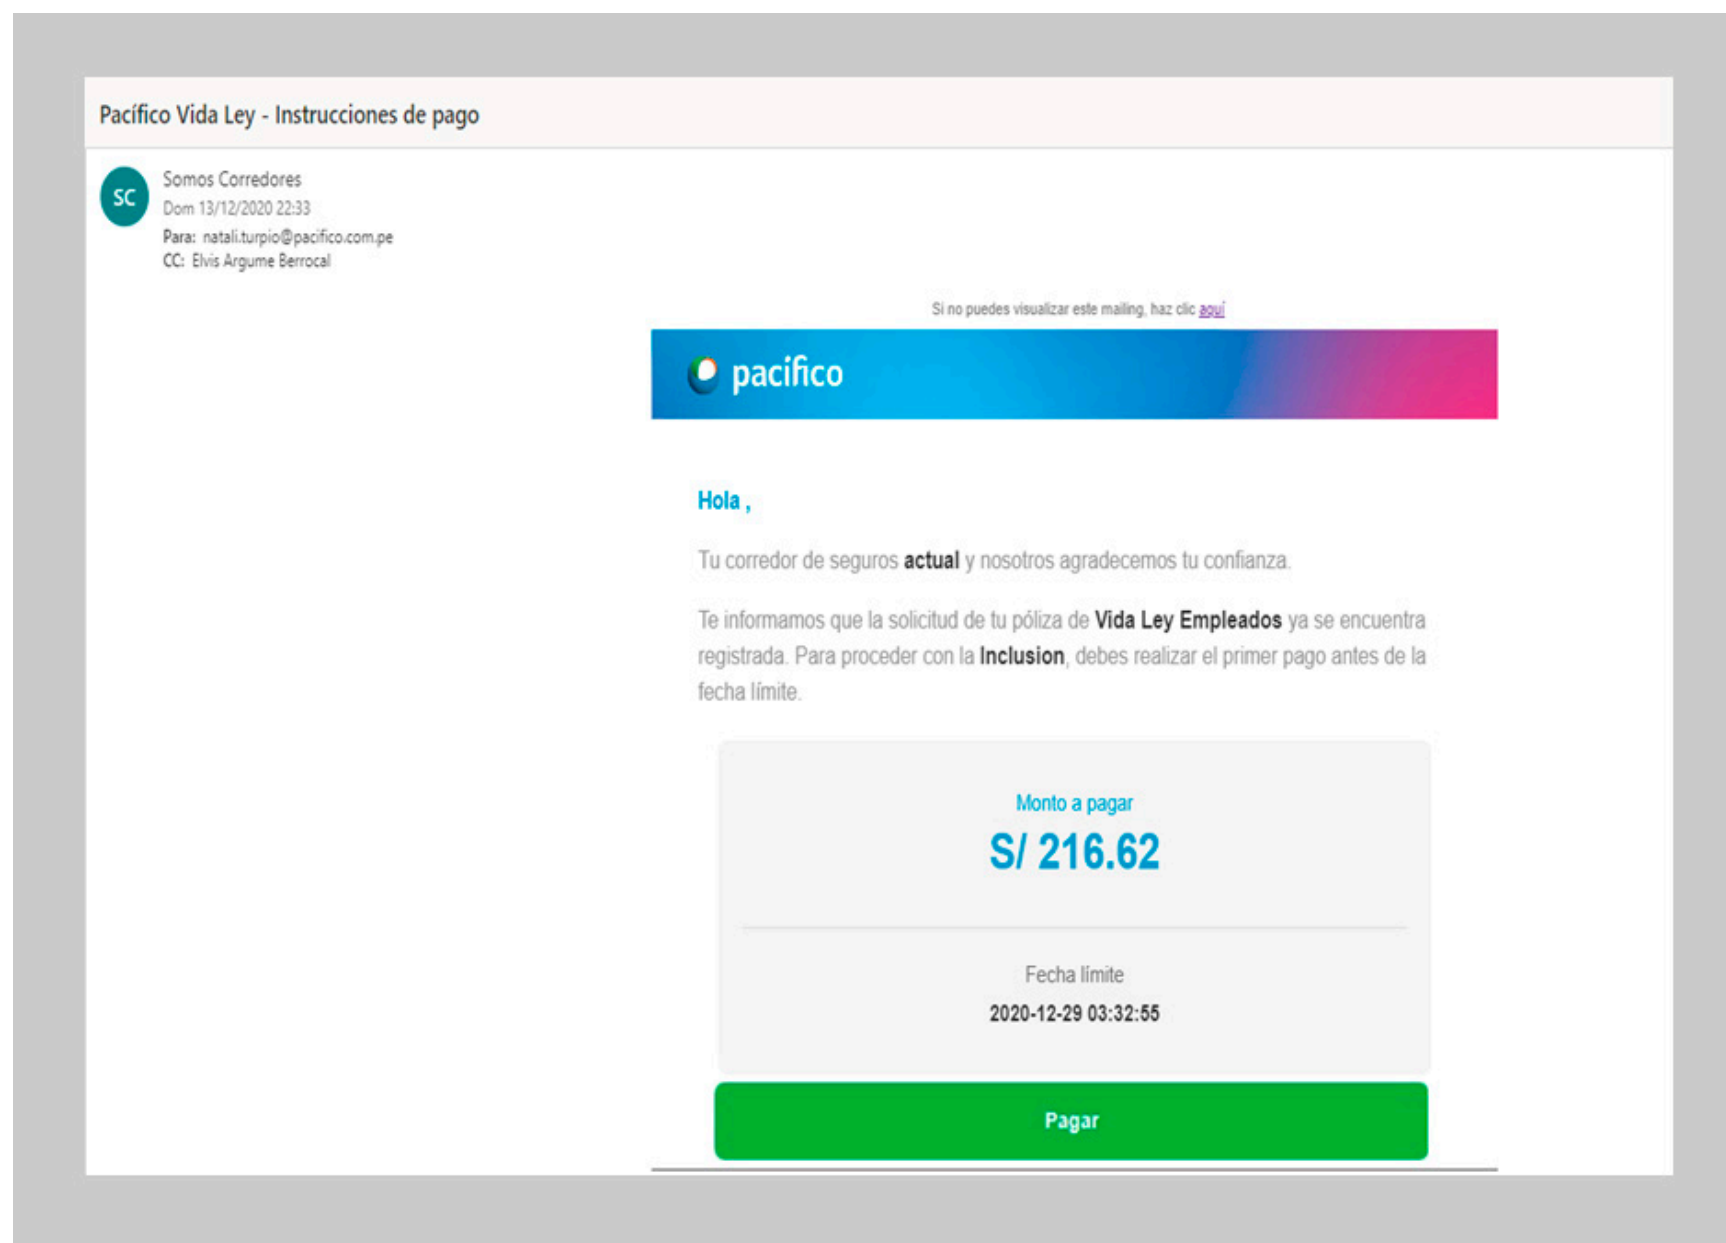 Pacífico Vida Ley - Instrucciones de pago
SC
Somos Corredores
Dom 13/12/2020 22:33
Para: natali.turpio@pacifico.com.pe
CC: Elvis Argume Berrocal
Si no puedes visualizar este mailing, haz clic aquí
pacífico
Hola ,
Tu corredor de seguros actual y nosotros agradecemos tu confianza.
Te informamos que la solicitud de tu póliza de Vida Ley Empleados ya se encuentra
registrada. Para proceder con la Inclusion, debes realizar el primer pago antes de la
fecha límite.
Monto a pagar
S/ 216.62
Fecha límite
2020-12-29 03:32:55
Pagar